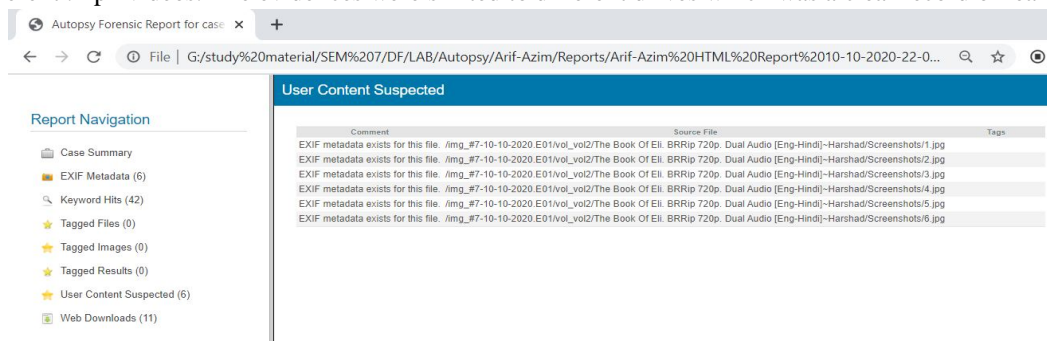 Autopsy Forensic Report for case
File | G:/study%20material/SEM%207/DF/LAB/Autopsy/Arif-Azim/Reports/Arif-Azim%20HTML%20Report%2010-10-2020-22-0...
User Content Suspected
Report Navigation
Case Summary
EXIF Metadata (6)
Keyword Hits (42)
Tagged Files (0)
Tagged Images (0)
Tagged Results (0)
User Content Suspected (6)
Web Downloads (11)
Comment Source File Tags
EXIF metadata exists for this file. /img_#7-10-10-2020.E01/vol_vol2/The Book Of Eli. BRRip 720p. Dual Audio [Eng-Hindi]~Harshad/Screenshots/1.jpg
EXIF metadata exists for this file. /img_#7-10-10-2020.E01/vol_vol2/The Book Of Eli. BRRip 720p. Dual Audio [Eng-Hindi]~Harshad/Screenshots/2.jpg
EXIF metadata exists for this file. /img_#7-10-10-2020.E01/vol_vol2/The Book Of Eli. BRRip 720p. Dual Audio [Eng-Hindi]~Harshad/Screenshots/3.jpg
EXIF metadata exists for this file. /img_#7-10-10-2020.E01/vol_vol2/The Book Of Eli. BRRip 720p. Dual Audio [Eng-Hindi]~Harshad/Screenshots/4.jpg
EXIF metadata exists for this file. /img_#7-10-10-2020.E01/vol_vol2/The Book Of Eli. BRRip 720p. Dual Audio [Eng-Hindi]~Harshad/Screenshots/5.jpg
EXIF metadata exists for this file. /img_#7-10-10-2020.E01/vol_vol2/The Book Of Eli. BRRip 720p. Dual Audio [Eng-Hindi]~Harshad/Screenshots/6.jpg